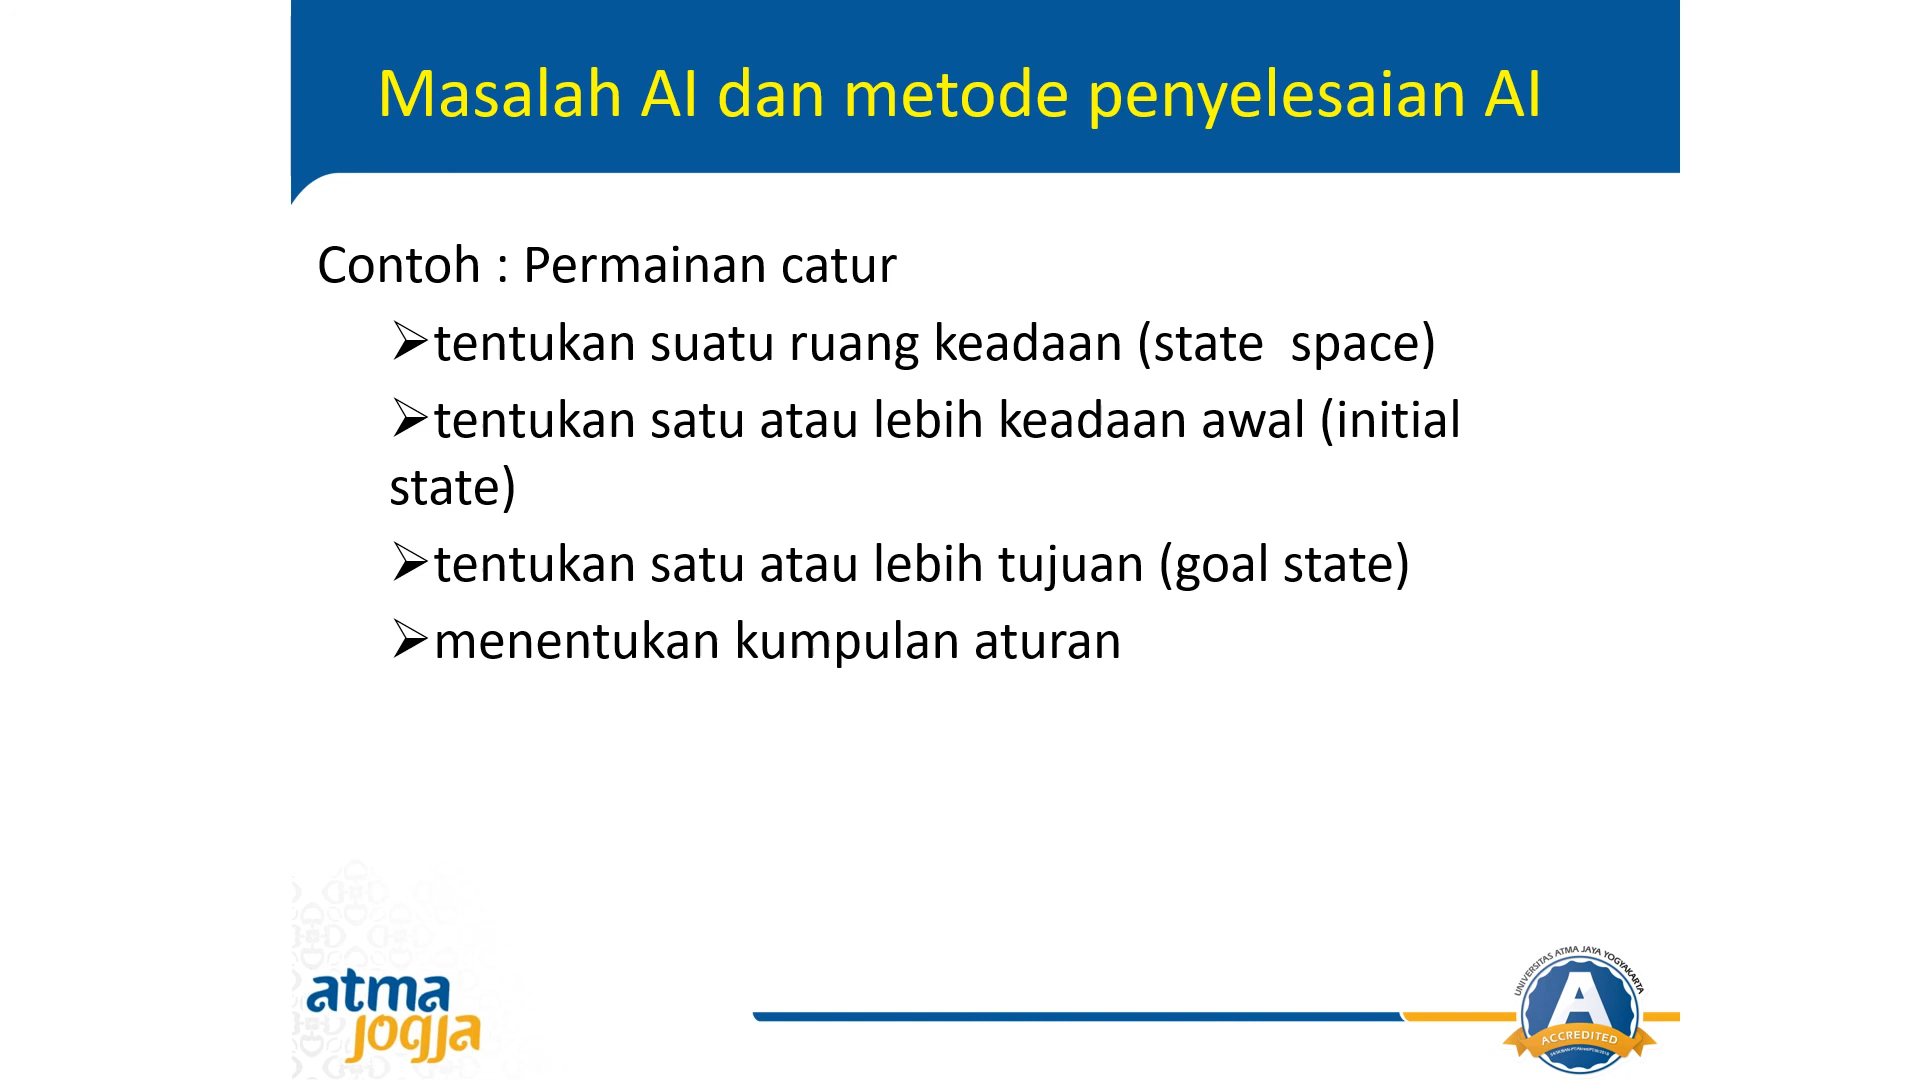 Masalah AI dan metode penyelesaian AI
Contoh : Permainan catur
➢tentukan suatu ruang keadaan (state  space)
➢tentukan satu atau lebih keadaan awal (initial
state)
➢tentukan satu atau lebih tujuan (goal state)
➢menentukan kumpulan aturan
atma
jogja
UNIVERSITAS ATMA JAYA YOGYAKARTA
A
ACCREDITED